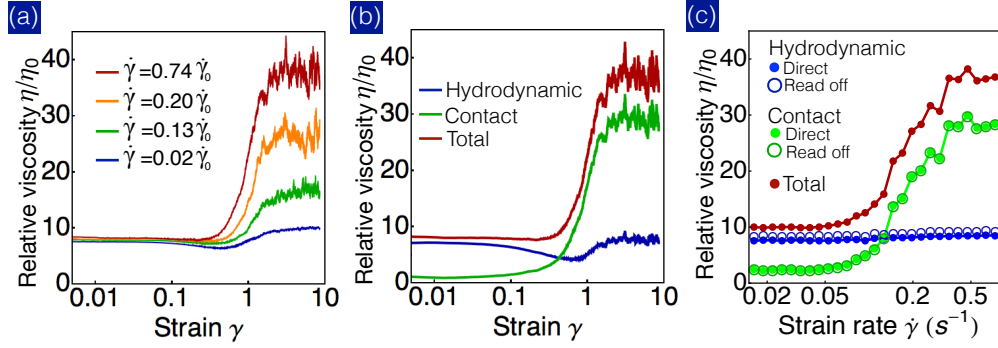 (a)
Relative viscosity η/η₀
40
30
20
10
0
γ̇ =0.74 γ̇₀
γ̇ =0.20 γ̇₀
γ̇ =0.13 γ̇₀
γ̇ =0.02 γ̇₀
0.01 0.1 1 10
Strain γ
(b)
Relative viscosity η/η₀
40
30
20
10
0
Hydrodynamic
Contact
Total
0.01 0.1 1 10
Strain γ
(c)
Relative viscosity η/η₀
40
30
20
10
0
Hydrodynamic
Direct
Read off
Contact
Direct
Read off
Total
0.02 0.05 0.2 0.5
Strain rate γ̇ (s⁻¹)